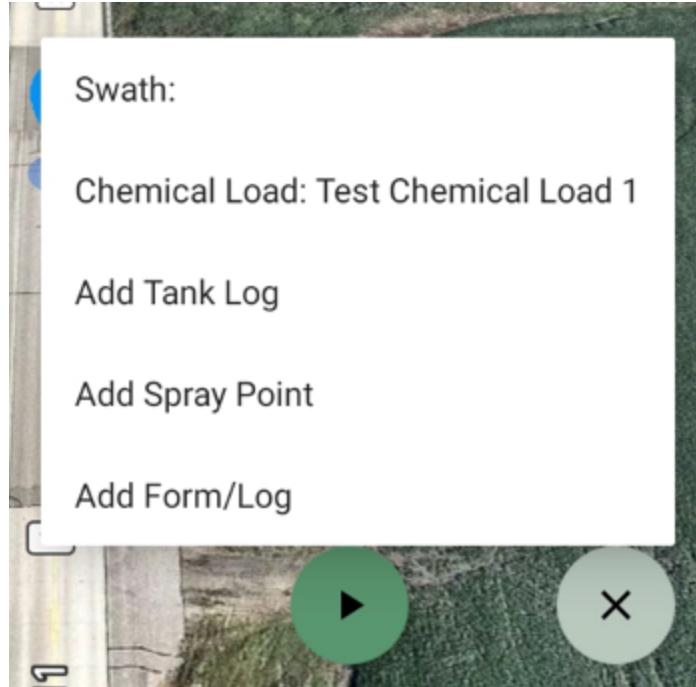 Swath:
Chemical Load: Test Chemical Load 1
Add Tank Log
Add Spray Point
Add Form/Log